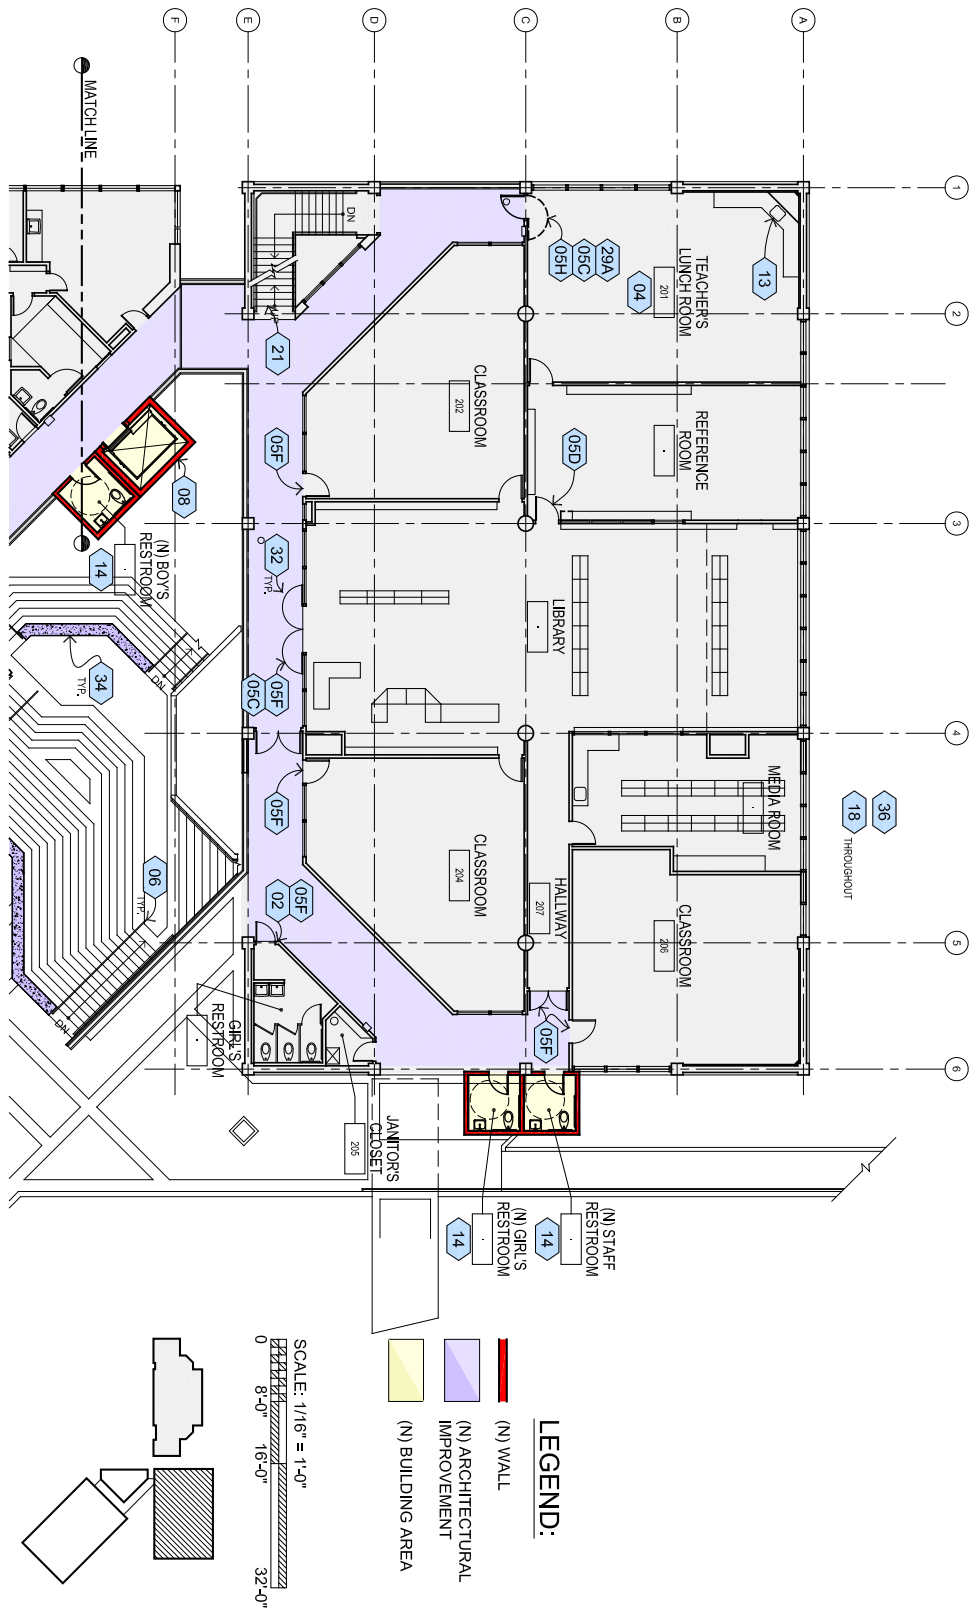 F
E
D
C
B
A
1
2
3
4
5
6
MATCH LINE
DN
UP
21
05H
05C
29A
04
TEACHER'S
LUNCH ROOM
201
13
CLASSROOM
202
REFERENCE
ROOM
05D
05F
08
(N) BOY'S
RESTROOM
14
32
TYP.
LIBRARY
34
TYP.
DN
05C
05F
05F
MEDIA ROOM
36
18
THROUGHOUT
CLASSROOM
204
HALLWAY
207
CLASSROOM
206
06
TYP.
DN
02
05F
05F
GIRL'S
RESTROOM
JANITOR'S
CLOSET
205
(N) GIRL'S
RESTROOM
14
(N) STAFF
RESTROOM
14
LEGEND:
(N) WALL
(N) ARCHITECTURAL
IMPROVEMENT
(N) BUILDING AREA
SCALE: 1/16" = 1'-0"
0
8'-0"
16'-0"
32'-0"